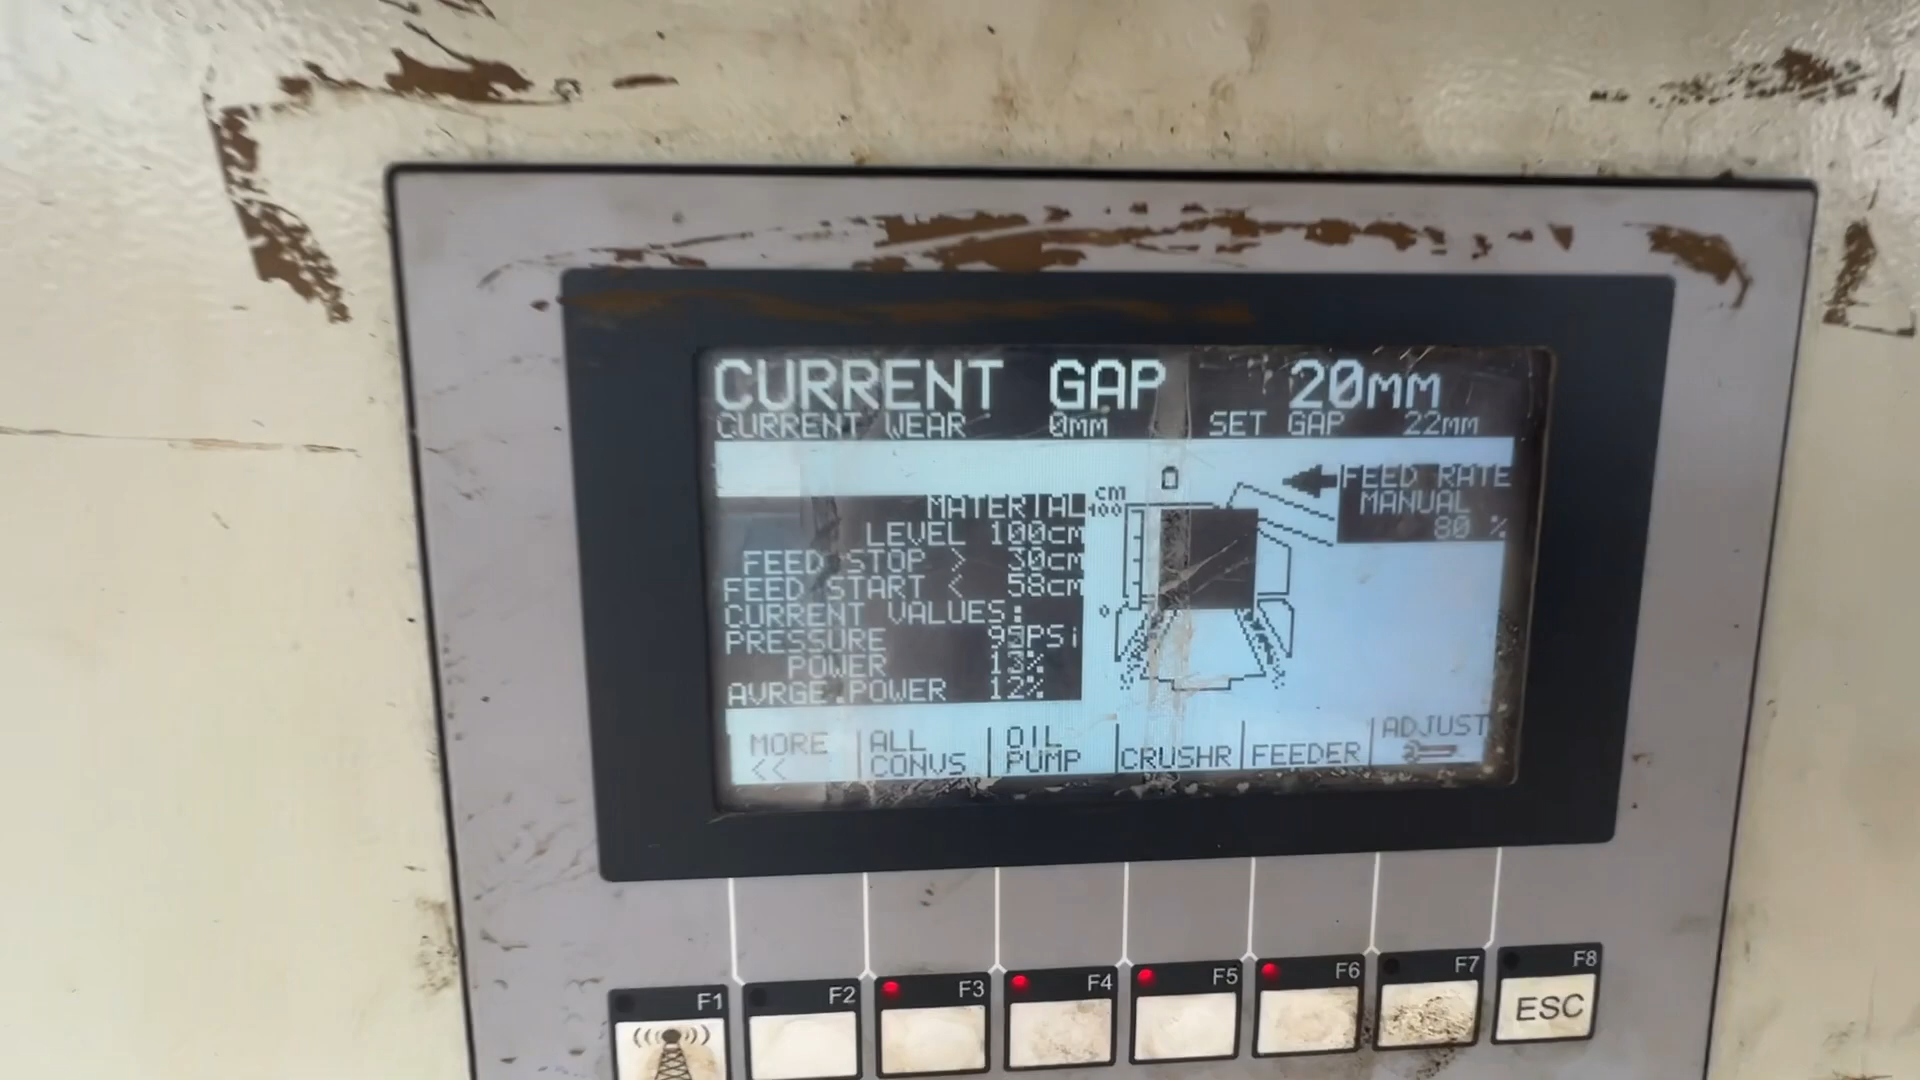 CURRENT GAP 20mm
CURRENT WEAR 0mm SET GAP 22mm
FEED RATE
MANUAL
80 %
cm
100
0
MATERIAL
LEVEL 100cm
FEED STOP > 30cm
FEED START < 58cm
CURRENT VALUES:
PRESSURE PSi
POWER 13%
AVRGE.POWER 12%
MORE
<<
ALL
CONVS
OIL
PUMP
CRUSHR
FEEDER
ADJUST
F1 F2 F3 F4 F5 F6 F7 F8
ESC